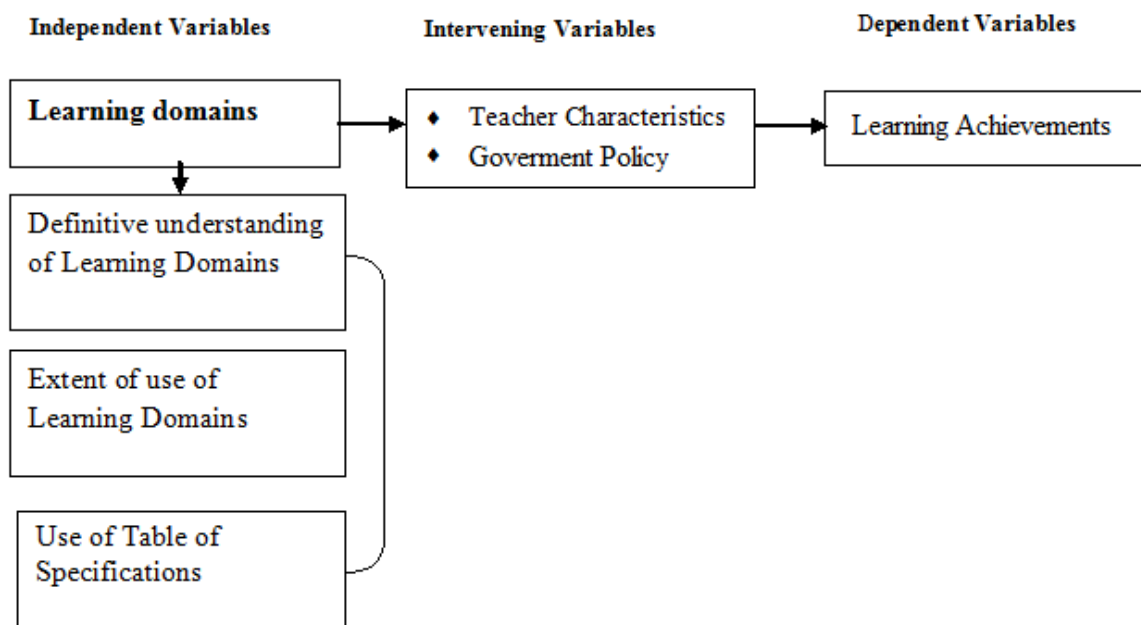 Independent Variables
Intervening Variables
Dependent Variables
Learning domains
♦ Teacher Characteristics
♦ Goverment Policy
Learning Achievements
Definitive understanding
of Learning Domains
Extent of use of
Learning Domains
Use of Table of
Specifications